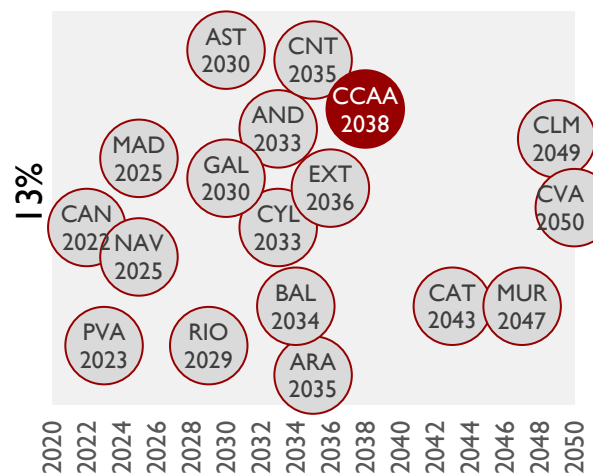 13%
AST
2030
CNT
2035
CCAA
2038
AND
2033
CLM
2049
MAD
2025
GAL
2030
EXT
2036
CVA
2050
CAN
2022
NAV
2025
CYL
2033
BAL
2034
CAT
2043
MUR
2047
PVA
2023
RIO
2029
ARA
2035
2020
2022
2024
2026
2028
2030
2032
2034
2036
2038
2040
2042
2044
2046
2048
2050